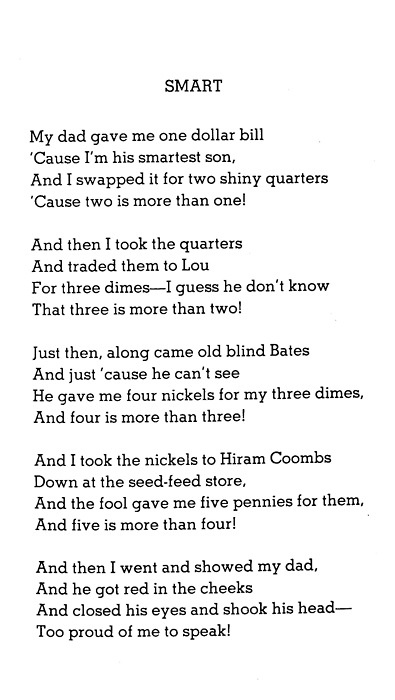 SMART
My dad gave me one dollar bill
'Cause I'm his smartest son,
And I swapped it for two shiny quarters
'Cause two is more than one!
And then I took the quarters
And traded them to Lou
For three dimes—I guess he don't know
That three is more than two!
Just then, along came old blind Bates
And just 'cause he can't see
He gave me four nickels for my three dimes,
And four is more than three!
And I took the nickels to Hiram Coombs
Down at the seed-feed store,
And the fool gave me five pennies for them,
And five is more than four!
And then I went and showed my dad,
And he got red in the cheeks
And closed his eyes and shook his head—
Too proud of me to speak!